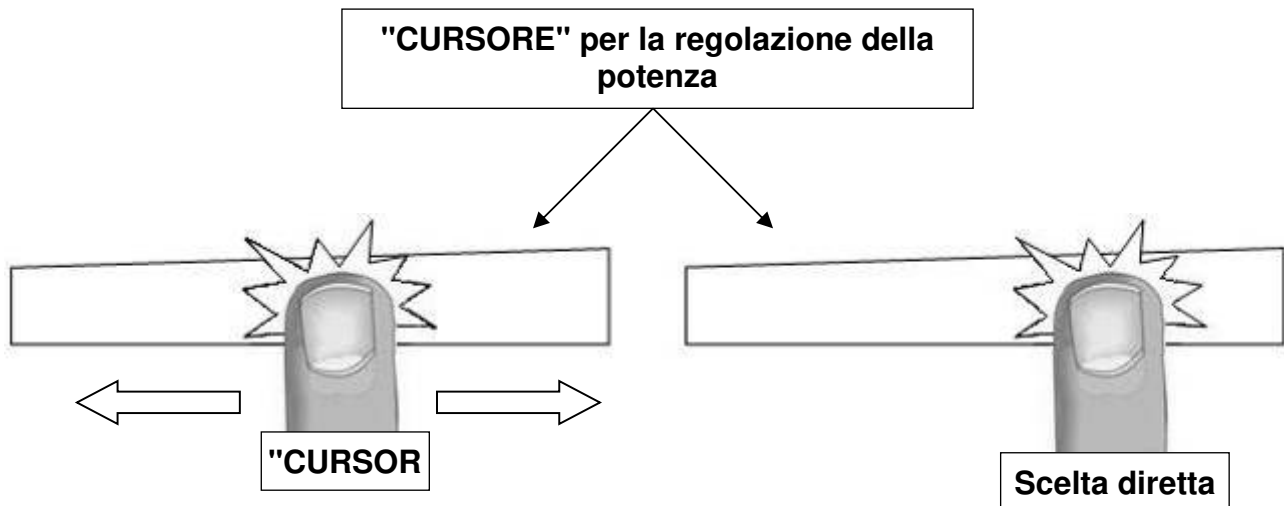 "CURSORE" per la regolazione della
potenza
"CURSOR
Scelta diretta